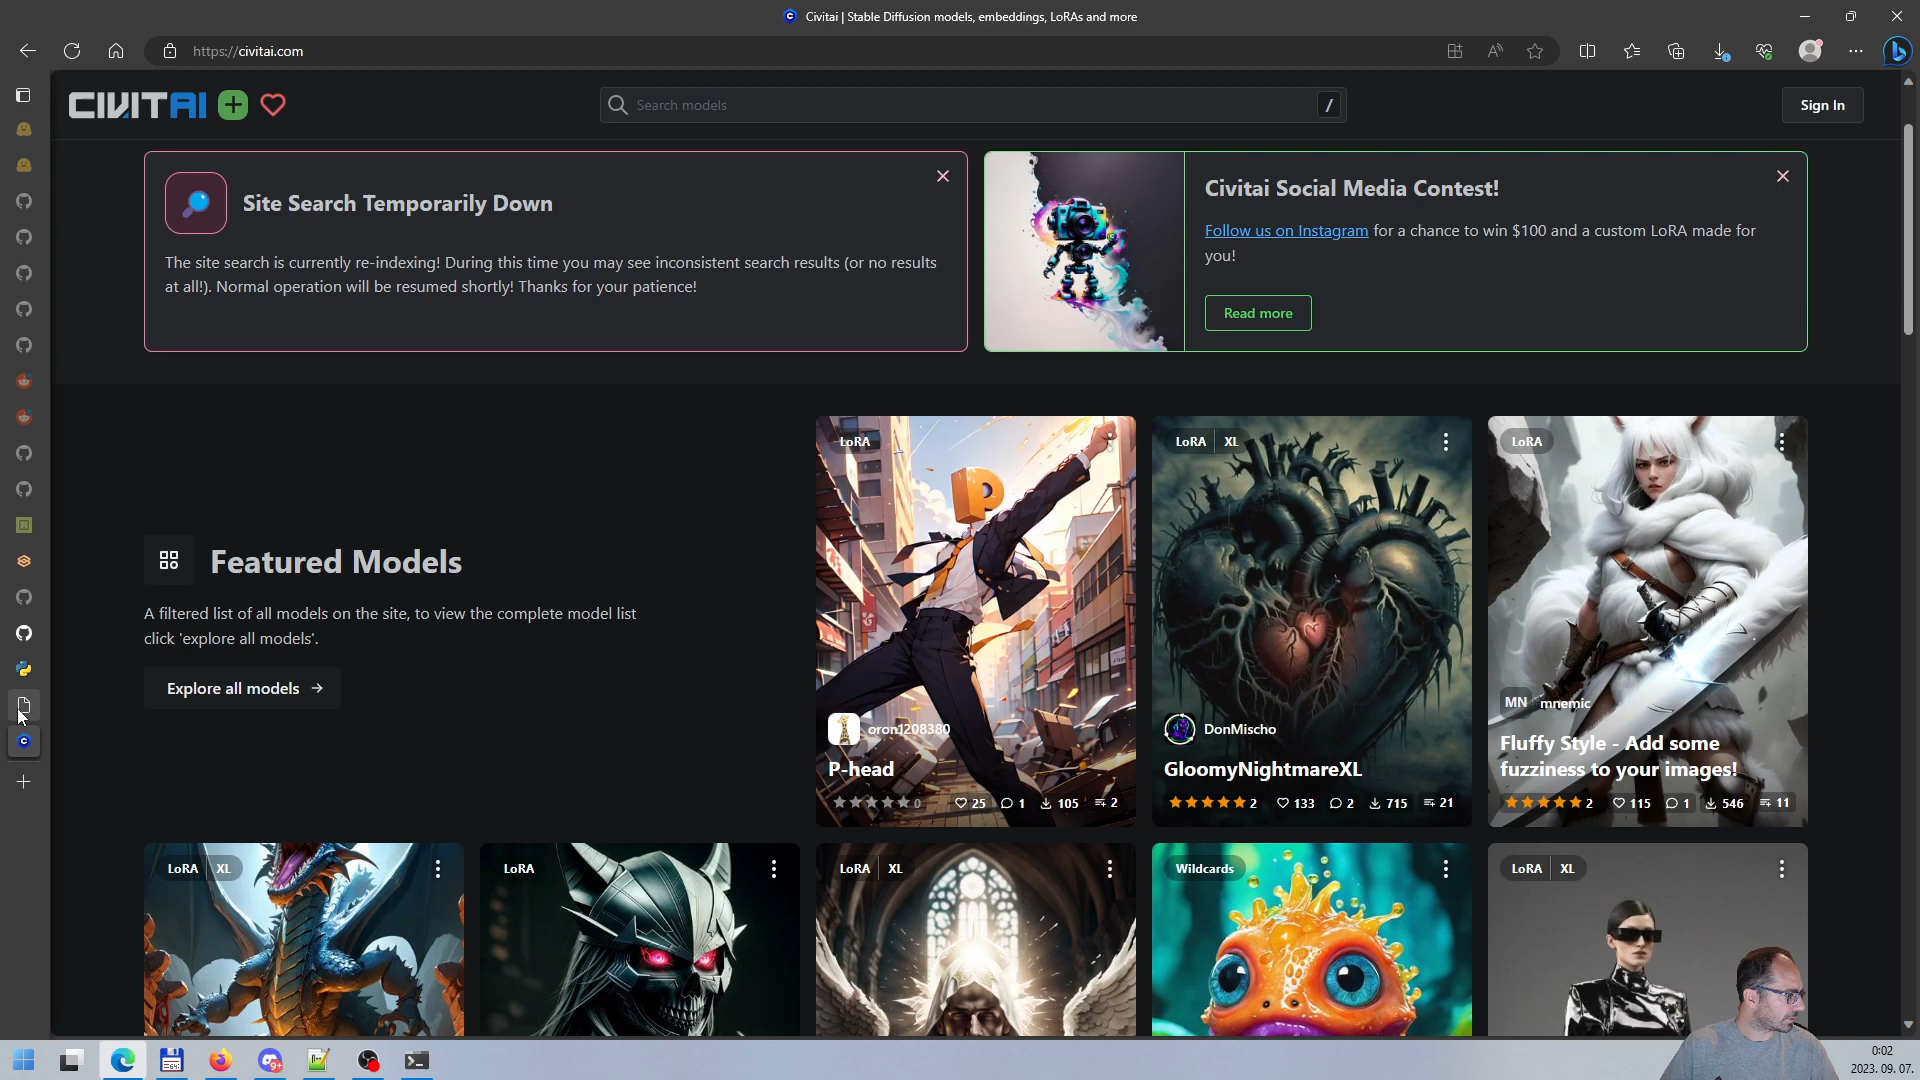 Civitai | Stable Diffusion models, embeddings, LoRAs and more
https://civitai.com
CIVITAI
Search models
/
Sign In
Site Search Temporarily Down
The site search is currently re-indexing! During this time you may see inconsistent search results (or no results
at all!). Normal operation will be resumed shortly! Thanks for your patience!
Civitai Social Media Contest!
Follow us on Instagram for a chance to win $100 and a custom LoRA made for
you!
Read more
Featured Models
A filtered list of all models on the site, to view the complete model list
click 'explore all models'.
Explore all models
LoRA
P
oron1208380
P-head
0 25 1 105 2
LoRA XL
DonMischo
GloomyNightmareXL
2 133 2 715 21
LoRA
MN mnemic
Fluffy Style - Add some
fuzziness to your images!
2 115 1 546 11
LoRA XL
LoRA
LoRA XL
Wildcards
LoRA XL
64
9+
0:02
2023. 09. 07.